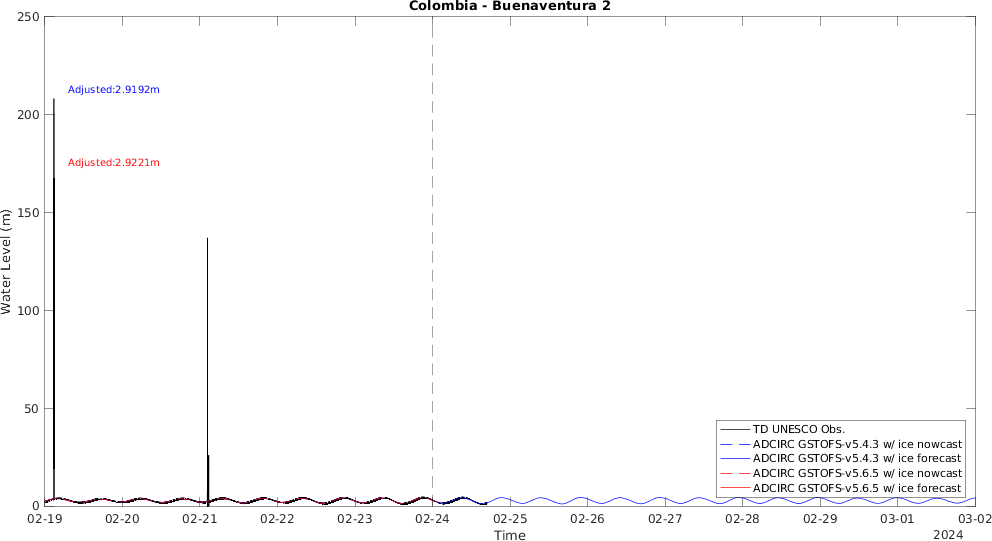 Colombia - Buenaventura 2
250
200
150
100
50
0
Water Level (m)
Adjusted:2.9192m
Adjusted:2.9221m
TD UNESCO Obs.
ADCIRC GSTOFS-v5.4.3 w/ ice nowcast
ADCIRC GSTOFS-v5.4.3 w/ ice forecast
ADCIRC GSTOFS-v5.6.5 w/ ice nowcast
ADCIRC GSTOFS-v5.6.5 w/ ice forecast
02-19 02-20 02-21 02-22 02-23 02-24 02-25 02-26 02-27 02-28 02-29 03-01 03-02
Time
2024